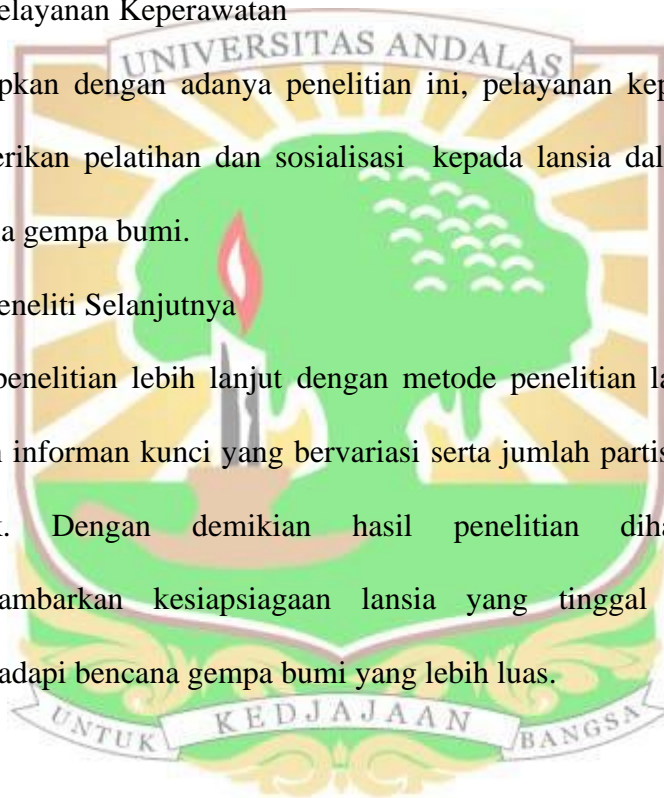 elayanan Keperawatan
UNIVERSITAS ANDALAS
pkan dengan adanya penelitian ini, pelayanan kep
erikan pelatihan dan sosialisasi kepada lansia dal
a gempa bumi.
eneliti Selanjutnya
penelitian lebih lanjut dengan metode penelitian la
informan kunci yang bervariasi serta jumlah partis
. Dengan demikian hasil penelitian diha
ambarkan kesiapsiagaan lansia yang tinggal
adapi bencana gempa bumi yang lebih luas.
UNTUK KEDJAJAAN BANGSA